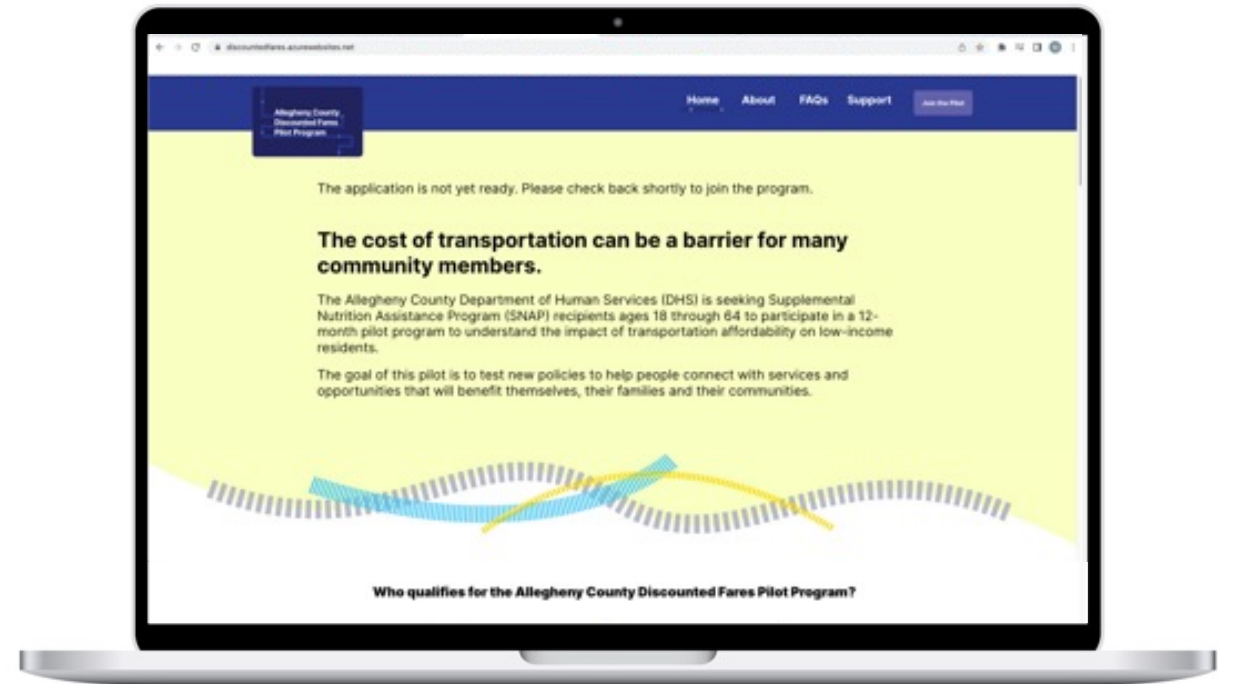 discountedfares.azurewebsites.net
Allegheny County
Discounted Fares
Pilot Program
Home About FAQs Support Join the Pilot
The application is not yet ready. Please check back shortly to join the program.
The cost of transportation can be a barrier for many
community members.
The Allegheny County Department of Human Services (DHS) is seeking Supplemental
Nutrition Assistance Program (SNAP) recipients ages 18 through 64 to participate in a 12-
month pilot program to understand the impact of transportation affordability on low-income
residents.
The goal of this pilot is to test new policies to help people connect with services and
opportunities that will benefit themselves, their families and their communities.
Who qualifies for the Allegheny County Discounted Fares Pilot Program?